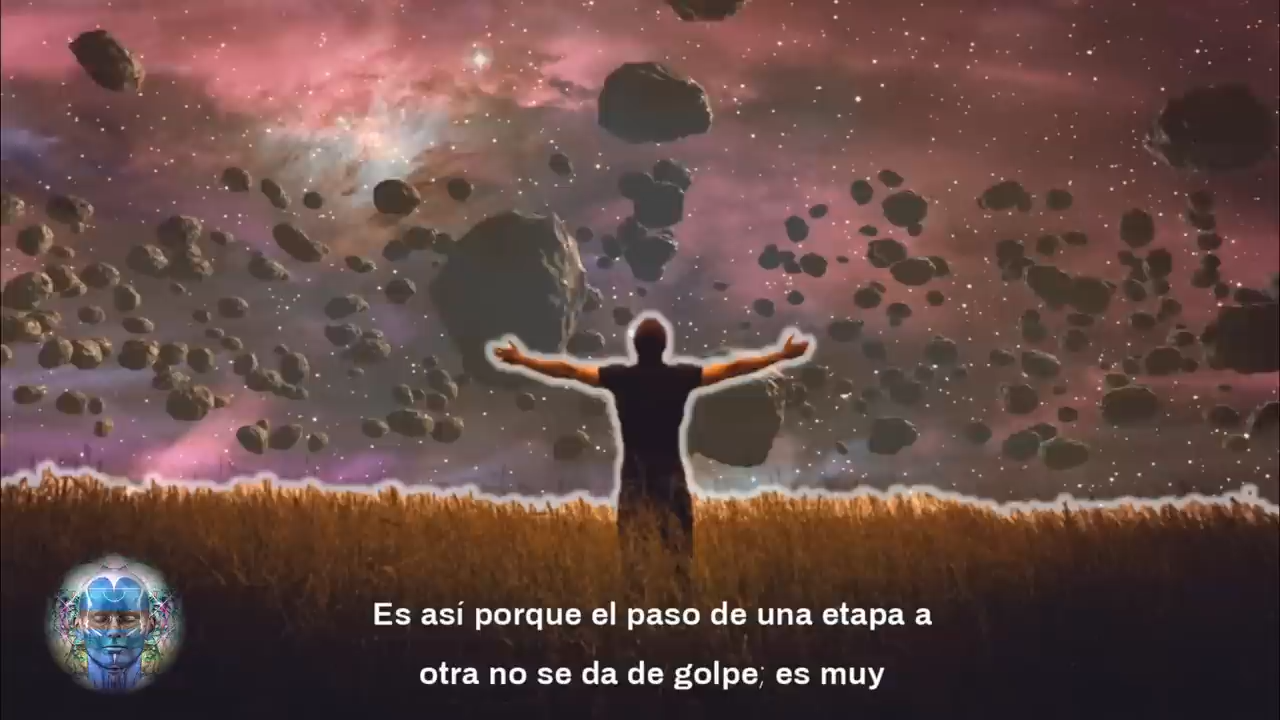 Es así porque el paso de una etapa a
otra no se da de golpe; es muy